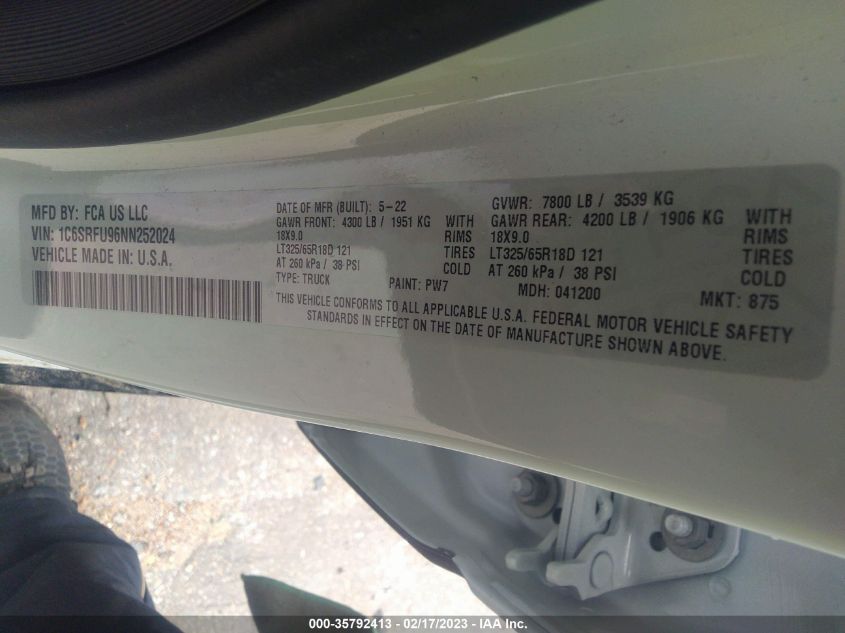 MFD BY: FCA US LLC
VIN: 1C6SRFU96NN252024
VEHICLE MADE IN: U.S.A.
DATE OF MFR (BUILT): 5-22 GVWR: 7800 LB / 3539 KG
GAWR FRONT: 4300 LB / 1951 KG WITH GAWR REAR: 4200 LB / 1906 KG WITH
18X9.0 RIMS 18X9.0 RIMS
LT325/65R18D 121 TIRES LT325/65R18D 121 TIRES
AT 260 kPa / 38 PSI COLD AT 260 kPa / 38 PSI COLD
TYPE: TRUCK PAINT: PW7 MDH: 041200 MKT: 875
THIS VEHICLE CONFORMS TO ALL APPLICABLE U.S.A. FEDERAL MOTOR VEHICLE SAFETY
STANDARDS IN EFFECT ON THE DATE OF MANUFACTURE SHOWN ABOVE.
000-35792413 - 02/17/2023 - IAA Inc.